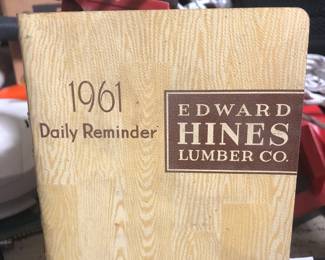 1961
Daily Reminder
EDWARD
HINES
LUMBER CO.